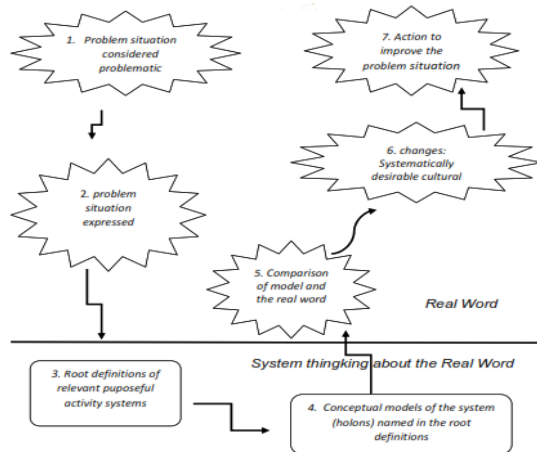 1. Problem situation
considered
problematic
2. problem
situation
expressed
3. Root definitions of
relevant puposeful
activity systems
4. Conceptual models of the system
(holons) named in the root
definitions
5. Comparison
of model and
the real word
6. changes:
Systematically
desirable cultural
7. Action to
improve the
problem situation
Real Word
System thingking about the Real Word